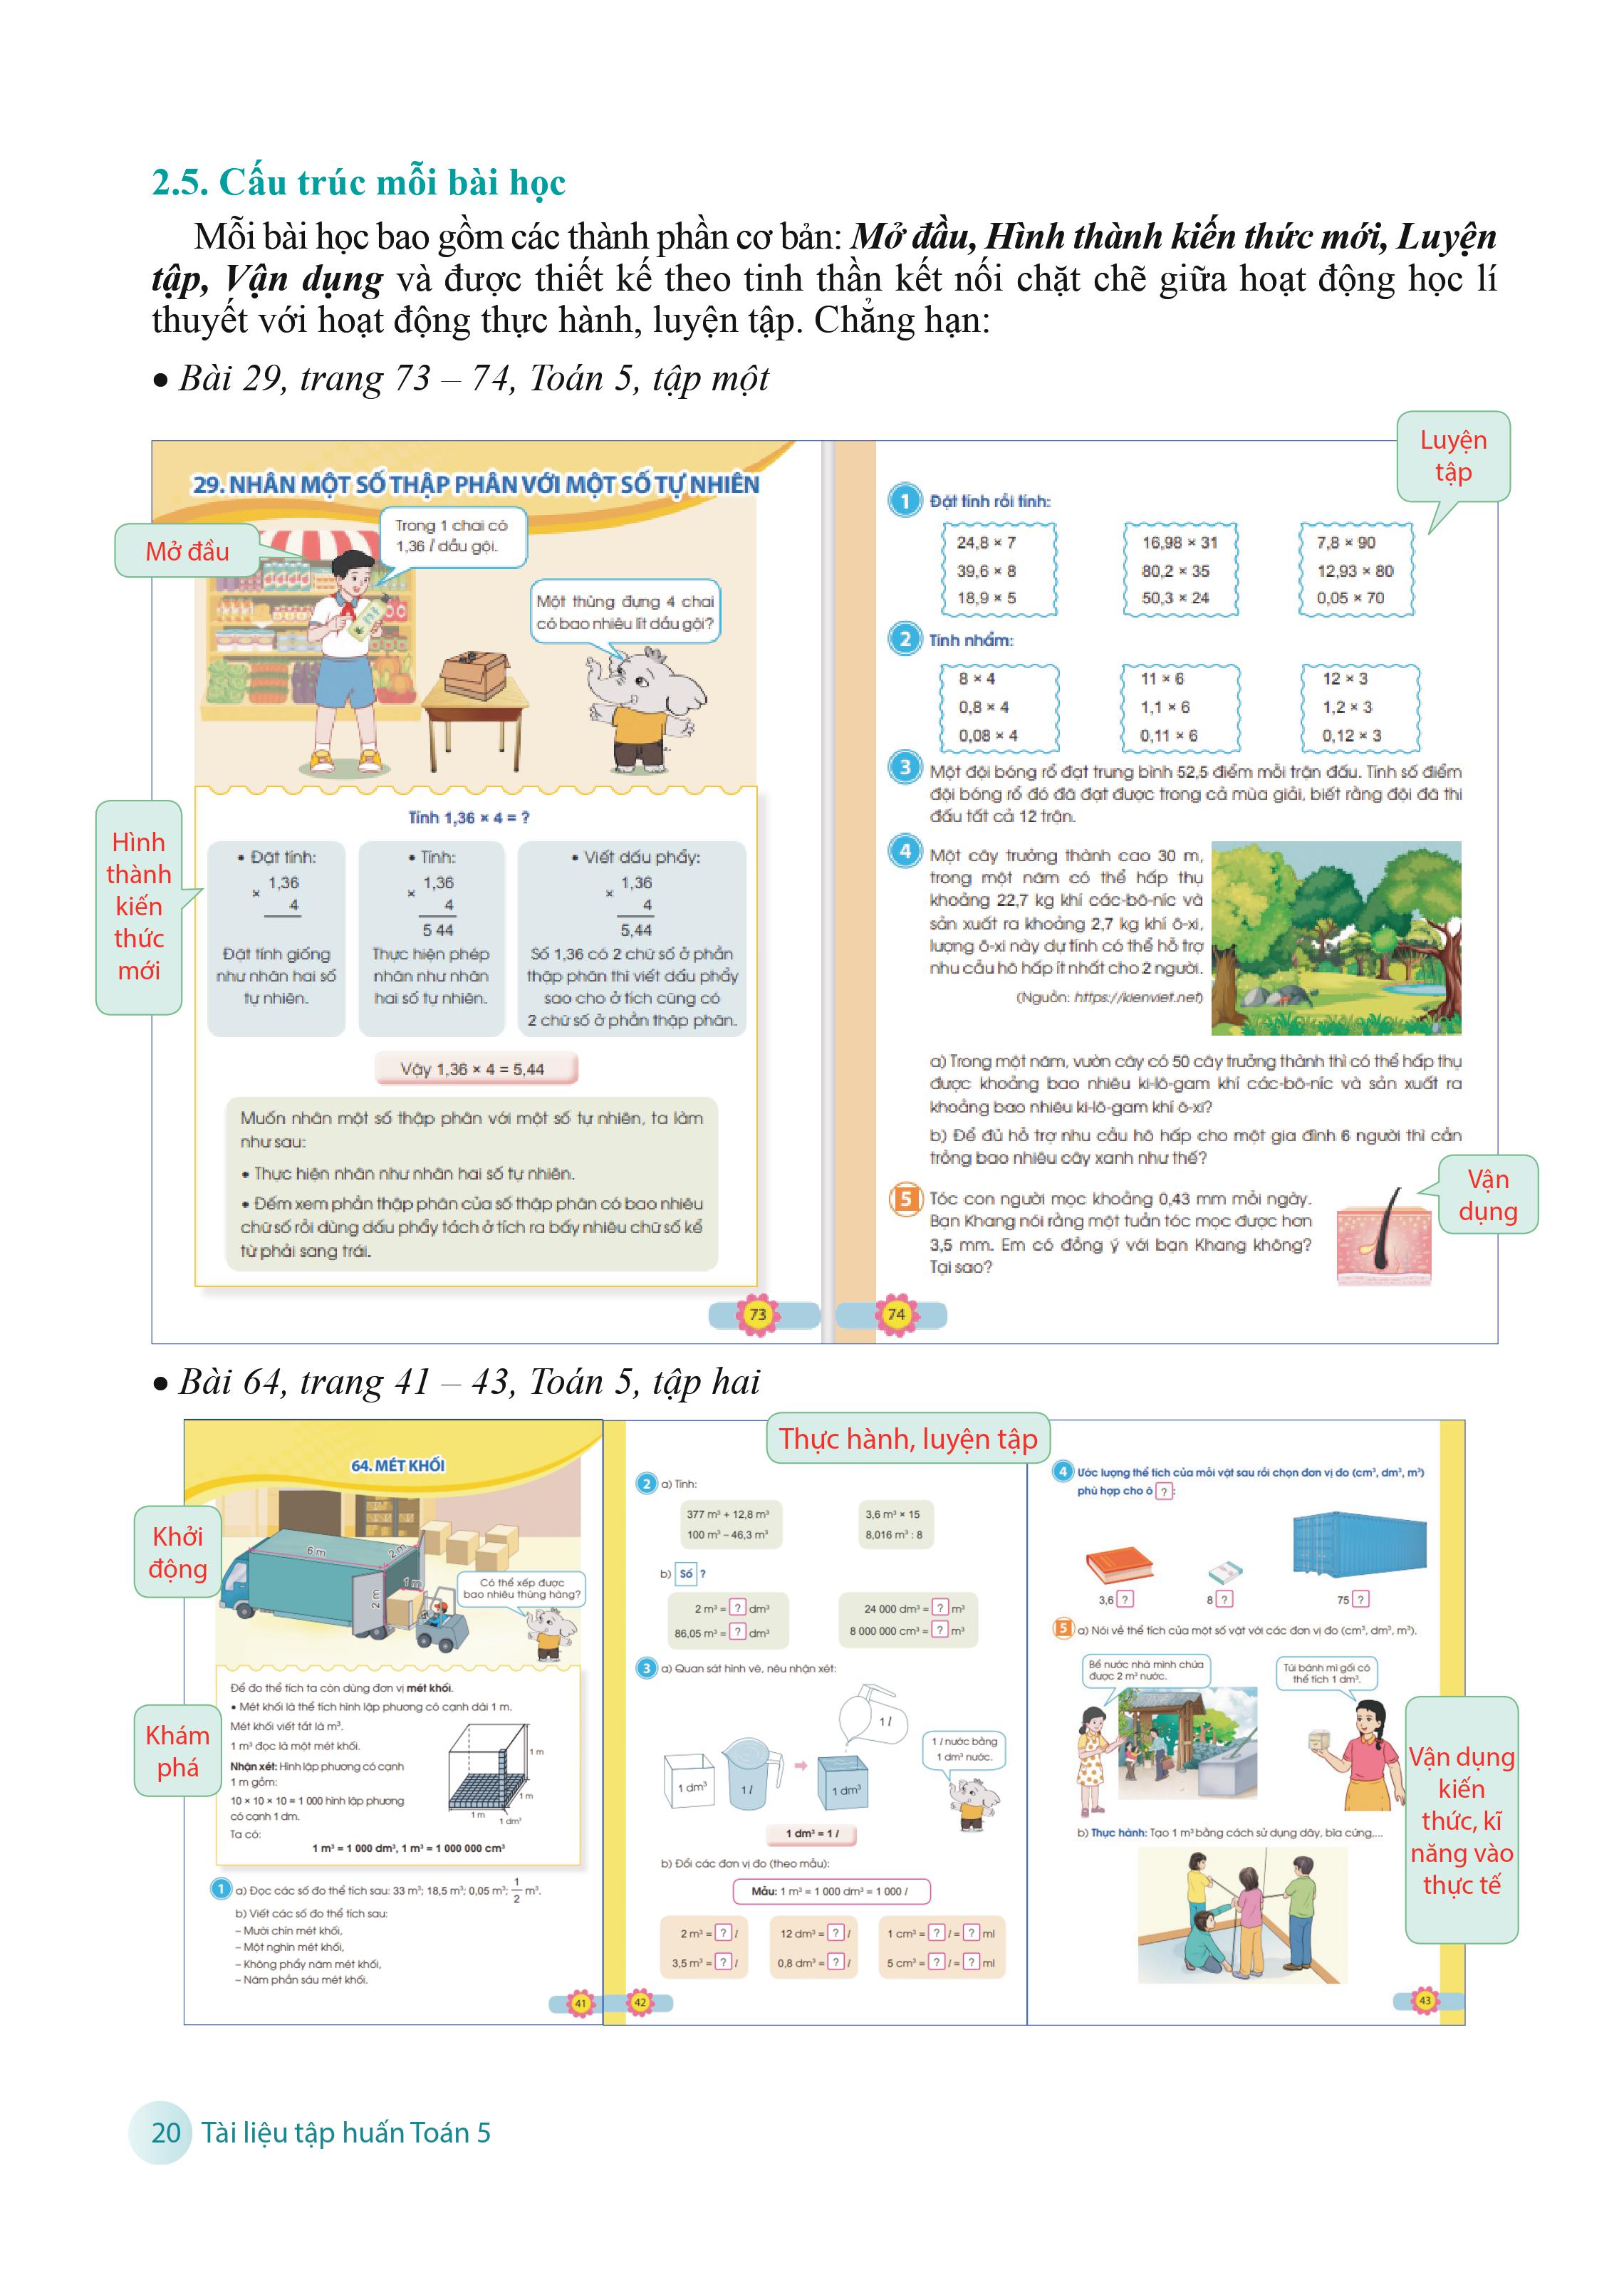 2.5. Cấu trúc mỗi bài học
Mỗi bài học bao gồm các thành phần cơ bản: Mở đầu, Hình thành kiến thức mới, Luyện
tập, Vận dụng và được thiết kế theo tinh thần kết nối chặt chẽ giữa hoạt động học lí
thuyết với hoạt động thực hành, luyện tập. Chẳng hạn:
• Bài 29, trang 73 – 74, Toán 5, tập một
29. NHÂN MỘT SỐ THẬP PHÂN VỚI MỘT SỐ TỰ NHIÊN
Mở đầu
Trong 1 chai có
1,36 l dầu gội.
Một thùng đựng 4 chai
có bao nhiêu lít dầu gội?
Hình
thành
kiến
thức
mới
Tính 1,36 × 4 = ?
• Đặt tính:
1,36
×
4
Đặt tính giống
như nhân hai số
tự nhiên.
• Tính:
1,36
×
4
5 44
Thực hiện phép
nhân như nhân
hai số tự nhiên.
• Viết dấu phẩy:
1,36
×
4
5,44
Số 1,36 có 2 chữ số ở phần
thập phân thì viết dấu phẩy
sao cho ở tích cũng có
2 chữ số ở phần thập phân.
Vậy 1,36 × 4 = 5,44
Muốn nhân một số thập phân với một số tự nhiên, ta làm
như sau:
• Thực hiện nhân như nhân hai số tự nhiên.
• Đếm xem phần thập phân của số thập phân có bao nhiêu
chữ số rồi dùng dấu phẩy tách ở tích ra bấy nhiêu chữ số kể
từ phải sang trái.
73
Luyện
tập
1 Đặt tính rồi tính:
24,8 × 7
39,6 × 8
18,9 × 5
16,98 × 31
80,2 × 35
50,3 × 24
7,8 × 90
12,93 × 80
0,05 × 70
2 Tính nhẩm:
8 × 4
0,8 × 4
0,08 × 4
11 × 6
1,1 × 6
0,11 × 6
12 × 3
1,2 × 3
0,12 × 3
3 Một đội bóng rổ đạt trung bình 52,5 điểm mỗi trận đấu. Tính số điểm
đội bóng rổ đó đã đạt được trong cả mùa giải, biết rằng đội đã thi
đấu tất cả 12 trận.
4 Một cây trưởng thành cao 30 m,
trong một năm có thể hấp thụ
khoảng 22,7 kg khí các-bô-níc và
sản xuất ra khoảng 2,7 kg khí ô-xi,
lượng ô-xi này dự tính có thể hỗ trợ
nhu cầu hô hấp ít nhất cho 2 người.
(Nguồn: https://kienviet.net)
a) Trong một năm, vườn cây có 50 cây trưởng thành thì có thể hấp thụ
được khoảng bao nhiêu ki-lô-gam khí các-bô-níc và sản xuất ra
khoảng bao nhiêu ki-lô-gam khí ô-xi?
b) Để đủ hỗ trợ nhu cầu hô hấp cho một gia đình 6 người thì cần
trồng bao nhiêu cây xanh như thế?
Vận
dụng
5 Tóc con người mọc khoảng 0,43 mm mỗi ngày.
Bạn Khang nói rằng một tuần tóc mọc được hơn
3,5 mm. Em có đồng ý với bạn Khang không?
Tại sao?
74
• Bài 64, trang 41 – 43, Toán 5, tập hai
64. MÉT KHỐI
Khởi
động
6 m
2 m
1 m
2 m
Có thể xếp được
bao nhiêu thùng hàng?
Khám
phá
Để đo thể tích ta còn dùng đơn vị mét khối.
• Mét khối là thể tích hình lập phương có cạnh dài 1 m.
Mét khối viết tắt là m³.
1 m³ đọc là một mét khối.
Nhận xét: Hình lập phương có cạnh
1 m gồm:
10 × 10 × 10 = 1 000 hình lập phương
có cạnh 1 dm.
Ta có:
1 m³ = 1 000 dm³, 1 m³ = 1 000 000 cm³
1 m
1 m
1 m
1 dm³
1 a) Đọc các số đo thể tích sau: 33 m³; 18,5 m³; 0,05 m³; 1/2 m³.
b) Viết các số đo thể tích sau:
– Mười chín mét khối,
– Một nghìn mét khối,
– Không phẩy năm mét khối,
– Năm phần sáu mét khối.
41
Thực hành, luyện tập
2 a) Tính:
377 m³ + 12,8 m³
100 m³ – 46,3 m³
3,6 m³ × 15
8,016 m³ : 8
b) Số ?
2 m³ = ? dm³
86,05 m³ = ? dm³
24 000 dm³ = ? m³
8 000 000 cm³ = ? m³
3 a) Quan sát hình vẽ, nêu nhận xét:
1 l
1 dm³
1 l
1 dm³
1 l nước bằng
1 dm³ nước.
1 dm³ = 1 l
b) Đổi các đơn vị đo (theo mẫu):
Mẫu: 1 m³ = 1 000 dm³ = 1 000 l
2 m³ = ? l
3,5 m³ = ? l
12 dm³ = ? l
0,8 dm³ = ? l
1 cm³ = ? l = ? ml
5 cm³ = ? l = ? ml
42
4 Ước lượng thể tích của mỗi vật sau rồi chọn đơn vị đo (cm³, dm³, m³)
phù hợp cho ô ? :
3,6 ?
8 ?
75 ?
5 a) Nói về thể tích của một số vật với các đơn vị đo (cm³, dm³, m³).
Bể nước nhà mình chứa
được 2 m³ nước.
Túi bánh mì gối có
thể tích 1 dm³.
Vận dụng
kiến
thức, kĩ
năng vào
thực tế
b) Thực hành: Tạo 1 m³ bằng cách sử dụng dây, bìa cứng,...
43
20 Tài liệu tập huấn Toán 5